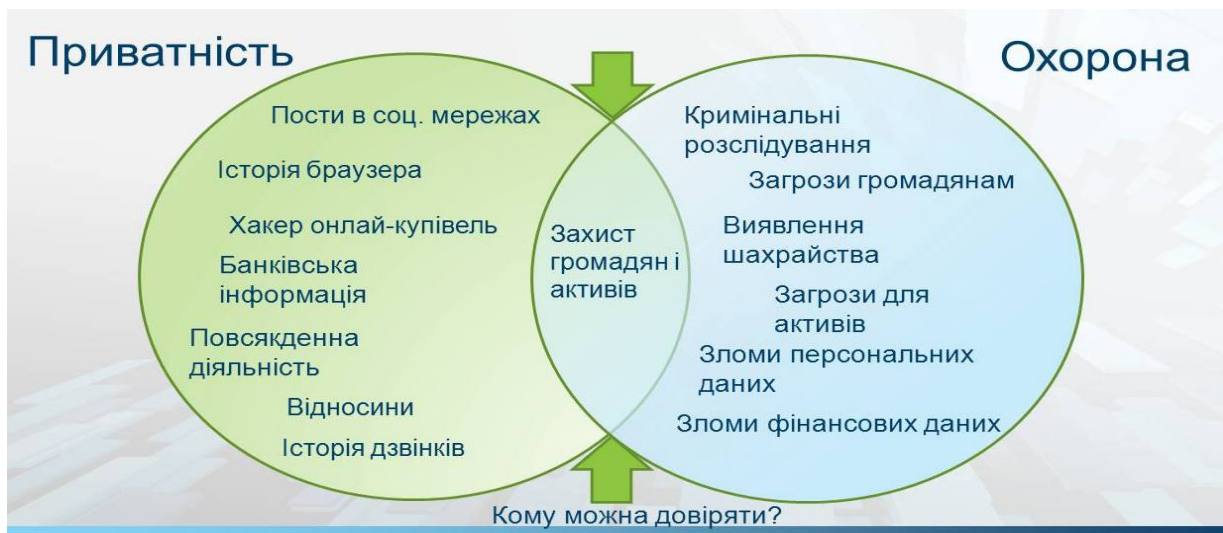 Приватність
Охорона
Пости в соц. мережах
Історія браузера
Хакер онлай-купівель
Банківська
інформація
Повсякденна
діяльність
Відносини
Історія дзвінків
Захист
громадян і
активів
Кримінальні
розслідування
Загрози громадянам
Виявлення
шахрайства
Загрози для
активів
Зломи персональних
даних
Зломи фінансових даних
Кому можна довіряти?